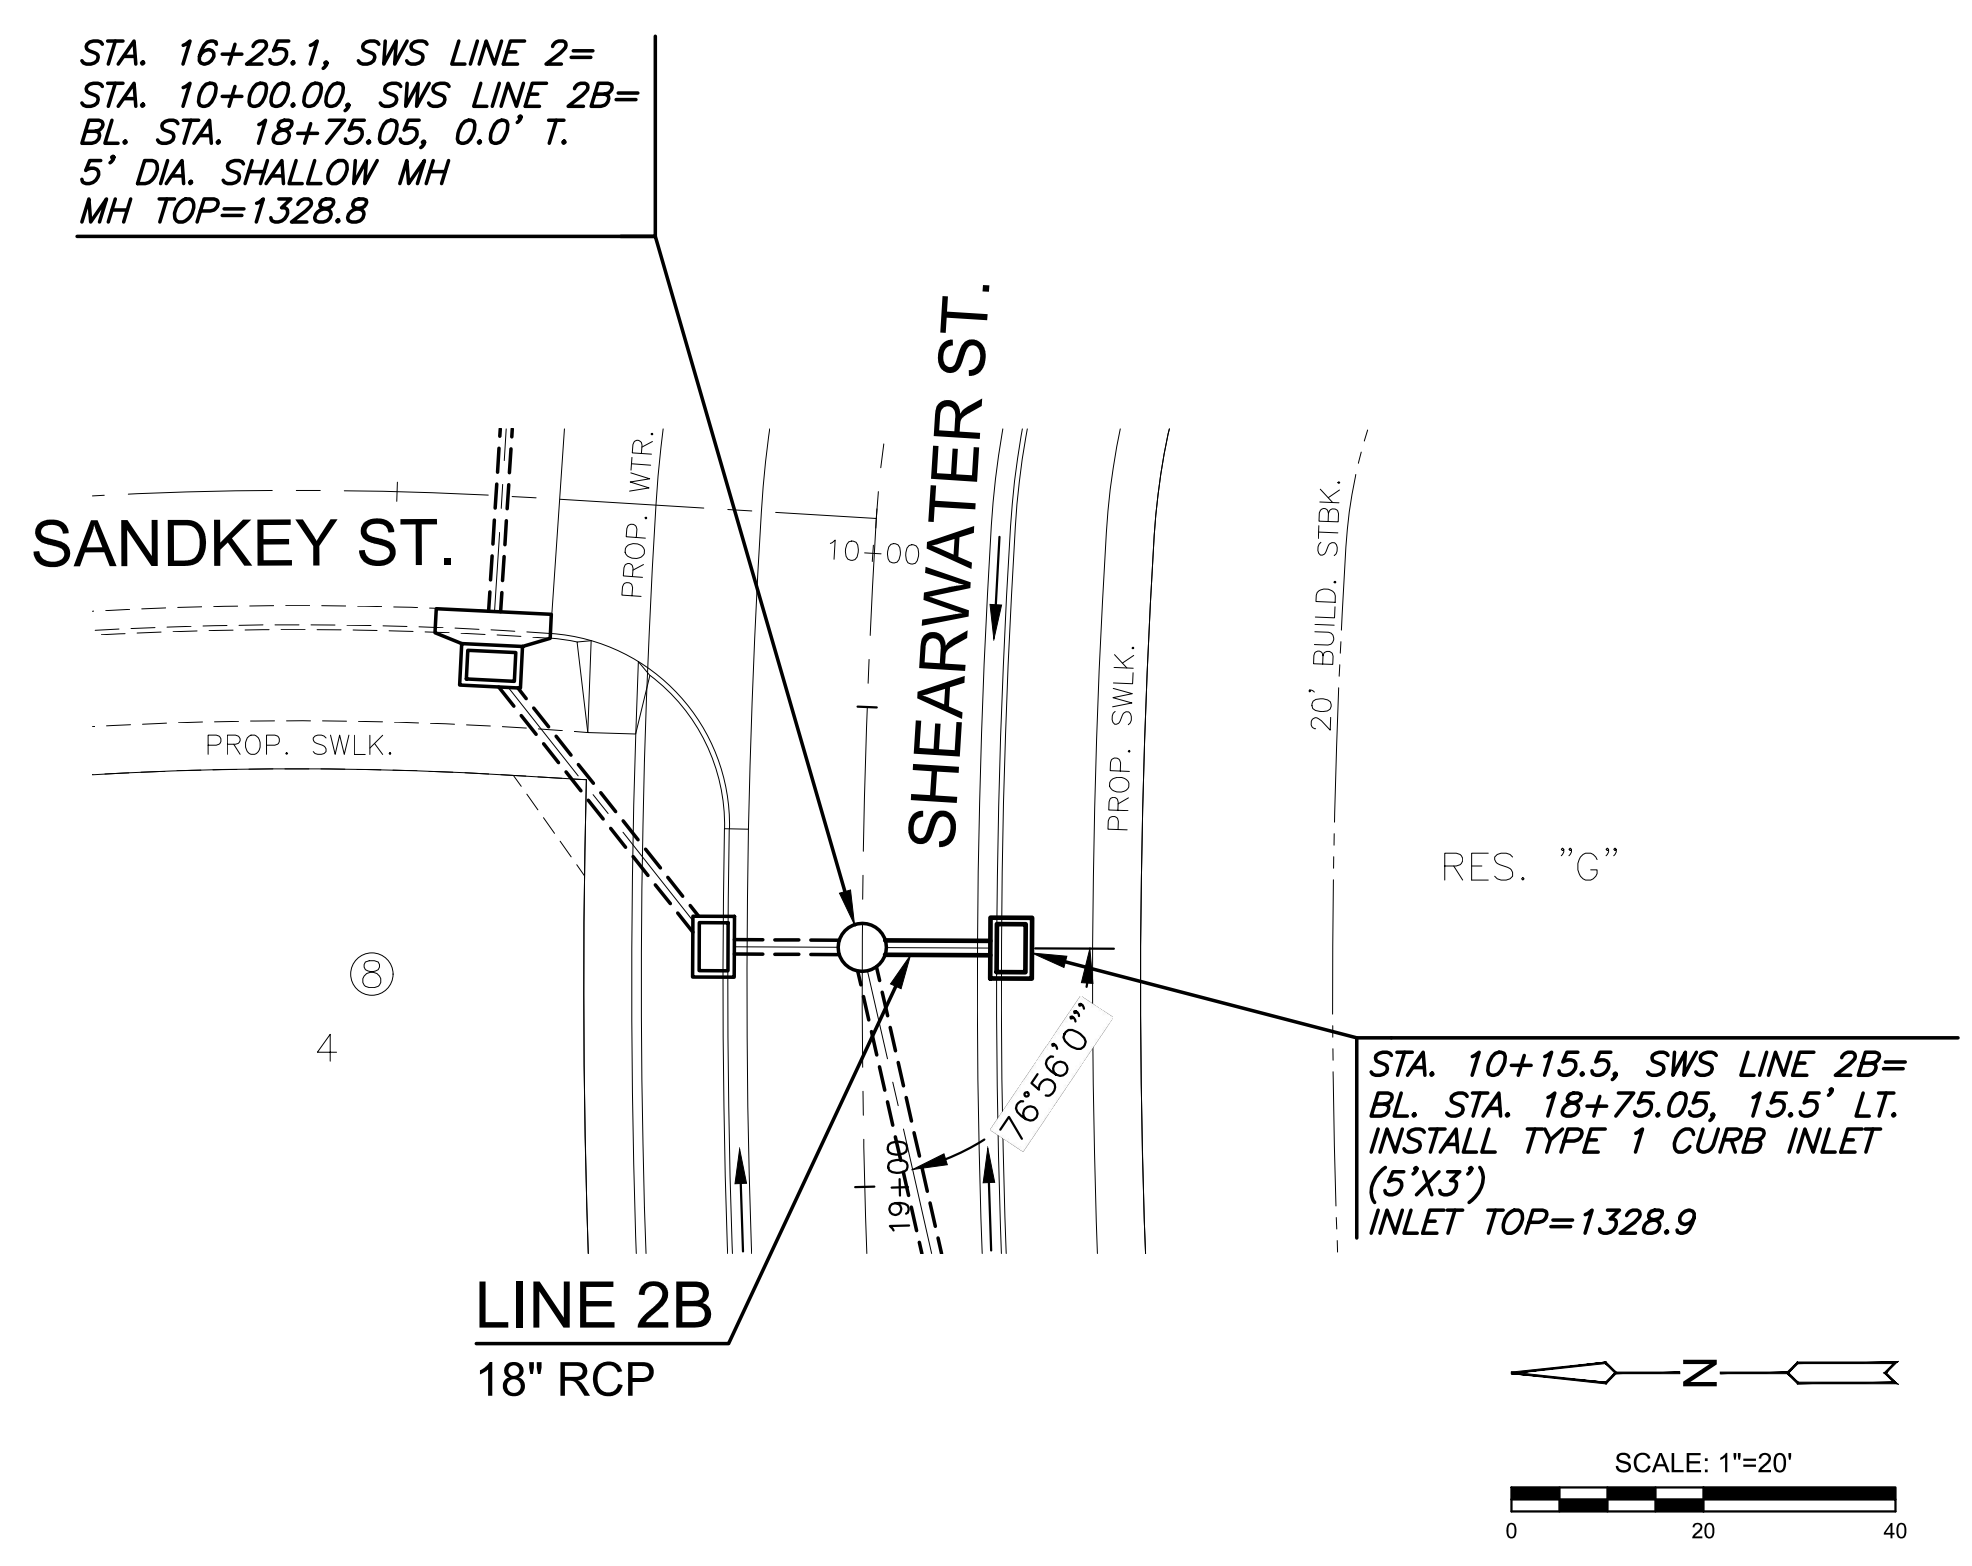 STA. 16+25.1, SWS LINE 2=
STA. 10+00.00, SWS LINE 2B=
BL. STA. 18+75.05, 0.0' T.
5' DIA. SHALLOW MH
MH TOP=1328.8
SHEARWATER ST.
PROP. WTR.
SANDKEY ST.
10+00
20' BUILD. STBK.
PROP. SWLK.
PROP. SWLK.
RES. "G"
8
4
76°56'0""
19+00
STA. 10+15.5, SWS LINE 2B=
BL. STA. 18+75.05, 15.5' LT.
INSTALL TYPE 1 CURB INLET
(5'X3')
INLET TOP=1328.9
LINE 2B
18" RCP
N
SCALE: 1"=20'
0 20 40